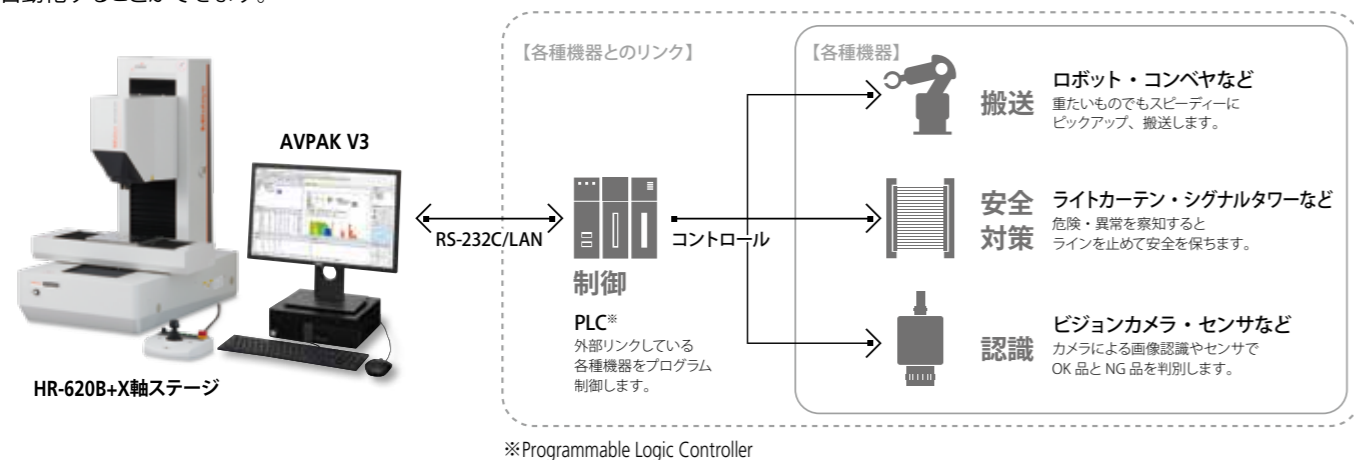 自動化することができます。
【各種機器とのリンク】
【各種機器】
搬送
ロボット・コンベヤなど
重たいものでもスピーディーに
ピックアップ、搬送します。
AVPAK V3
RS-232C/LAN
コントロール
安全
対策
ライトカーテン・シグナルタワーなど
危険・異常を察知すると
ラインを止めて安全を保ちます。
制御
PLC※
外部リンクしている
各種機器をプログラム
制御します。
認識
ビジョンカメラ・センサなど
カメラによる画像認識やセンサで
OK 品と NG 品を判別します。
HR-620B+X軸ステージ
※Programmable Logic Controller